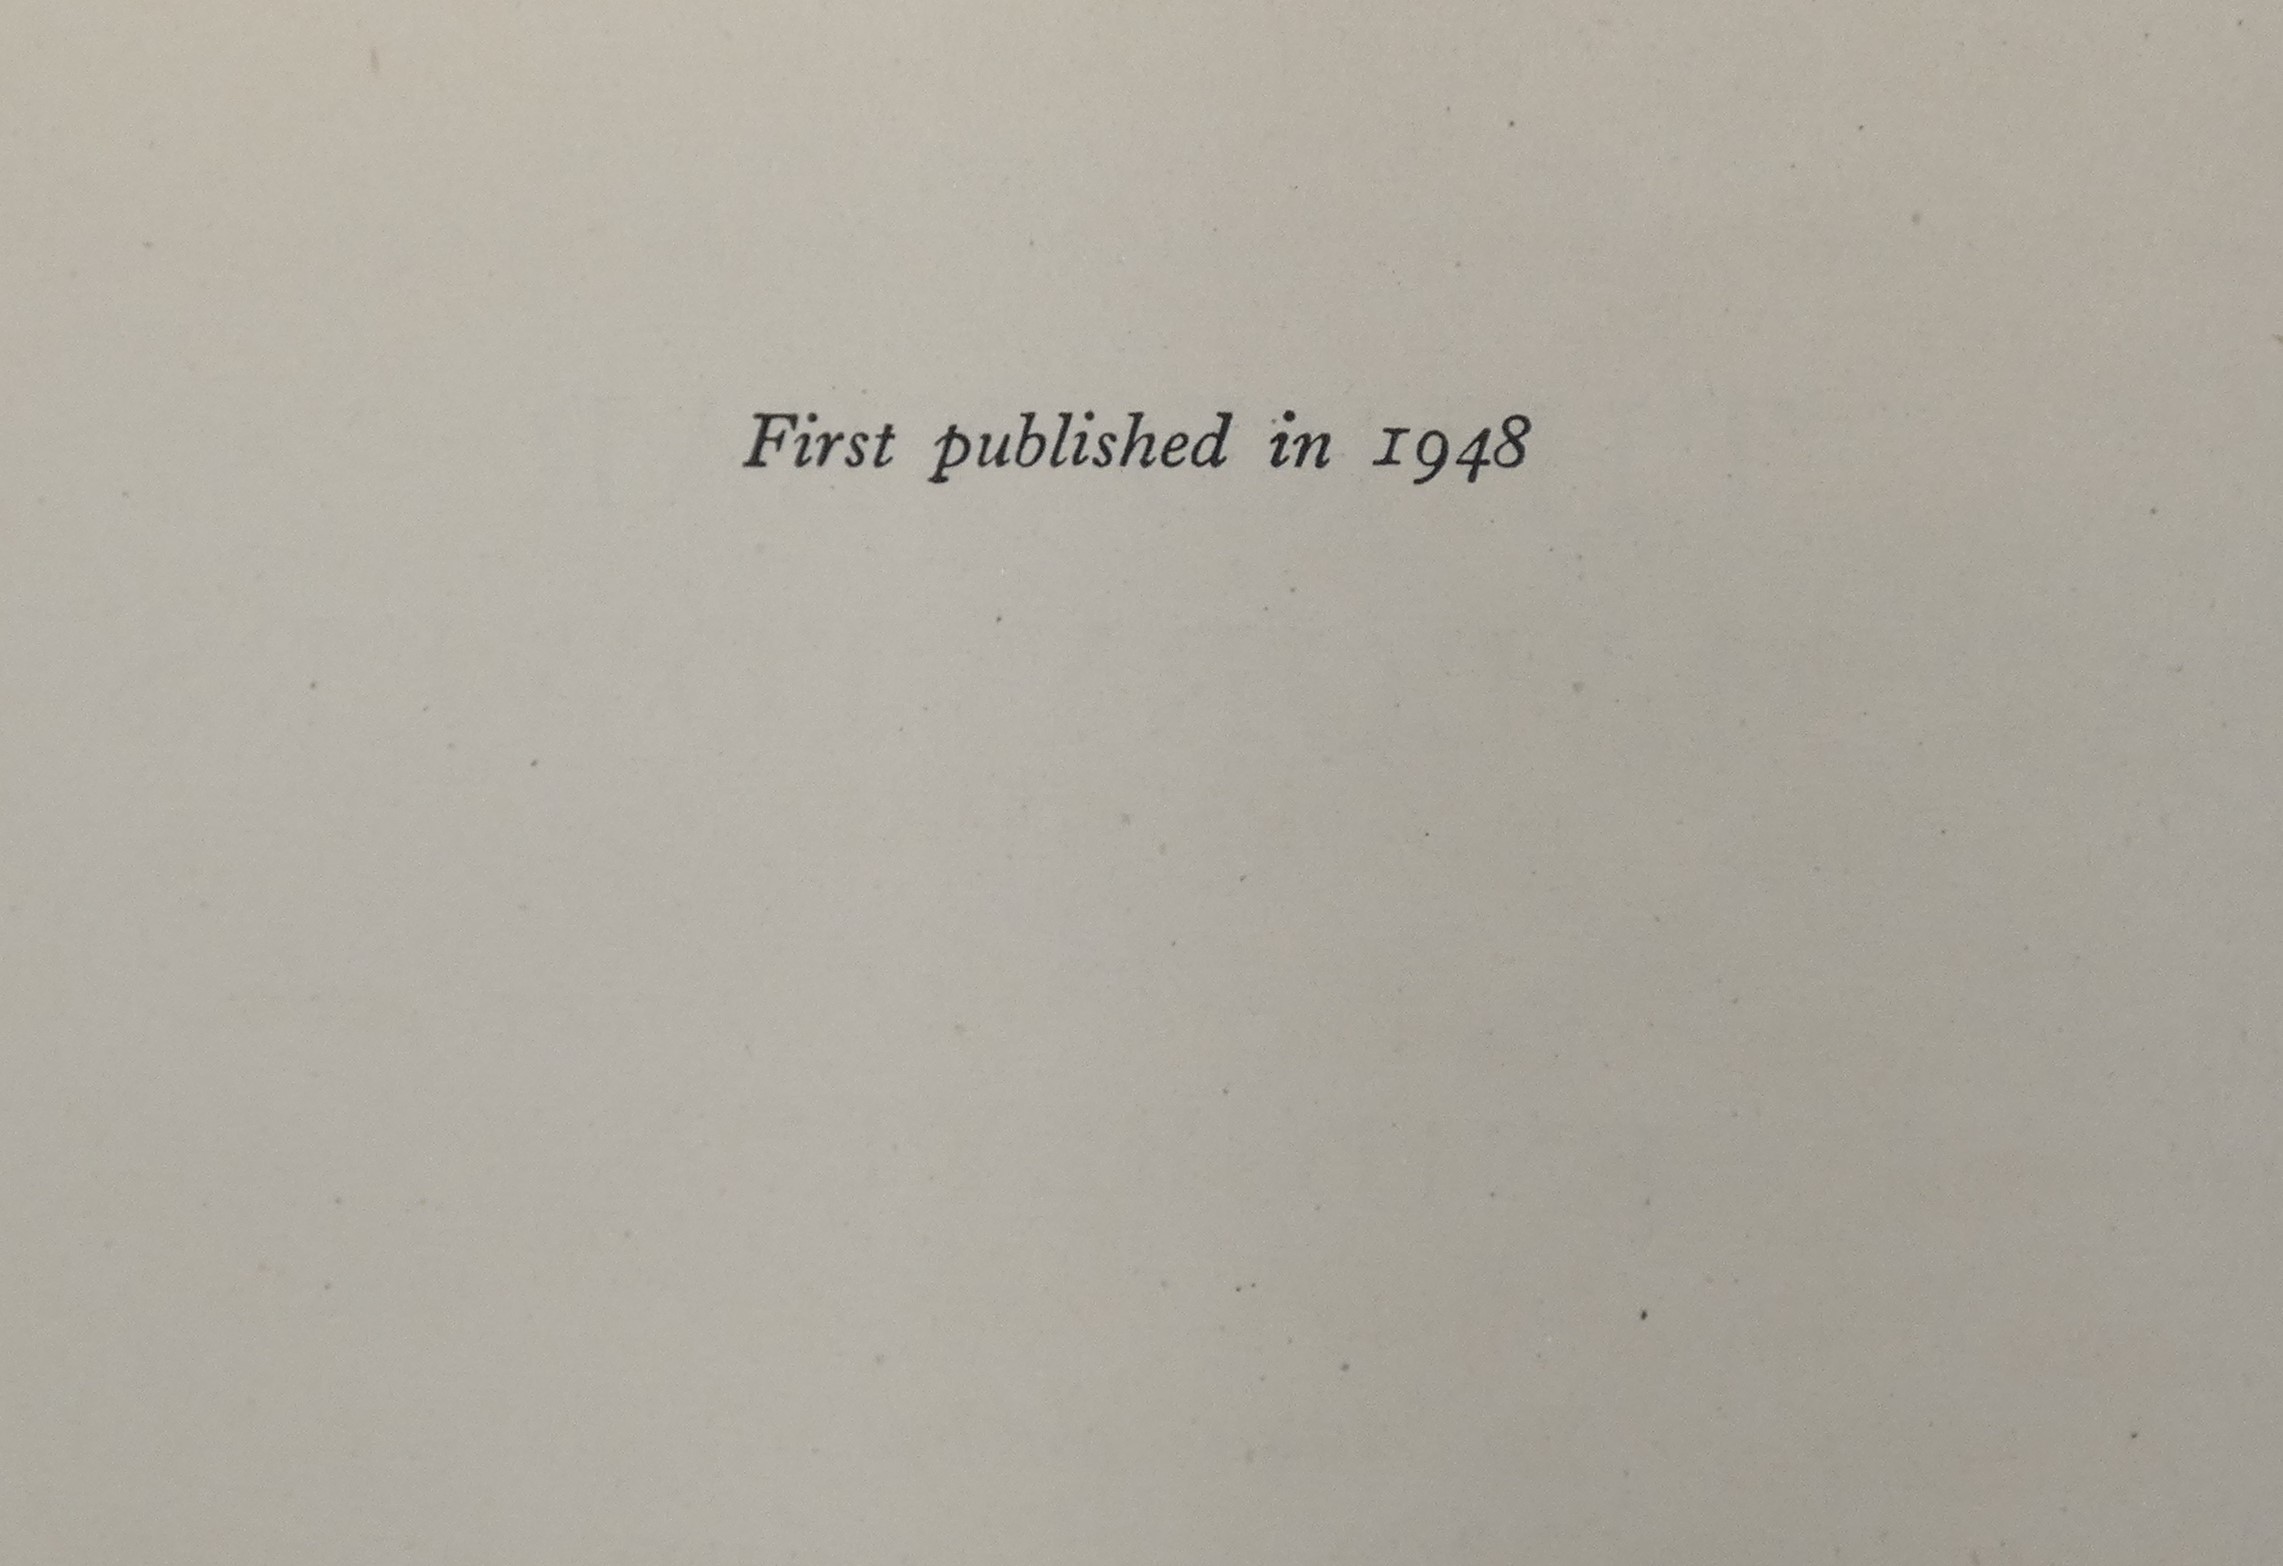 First published in 1948